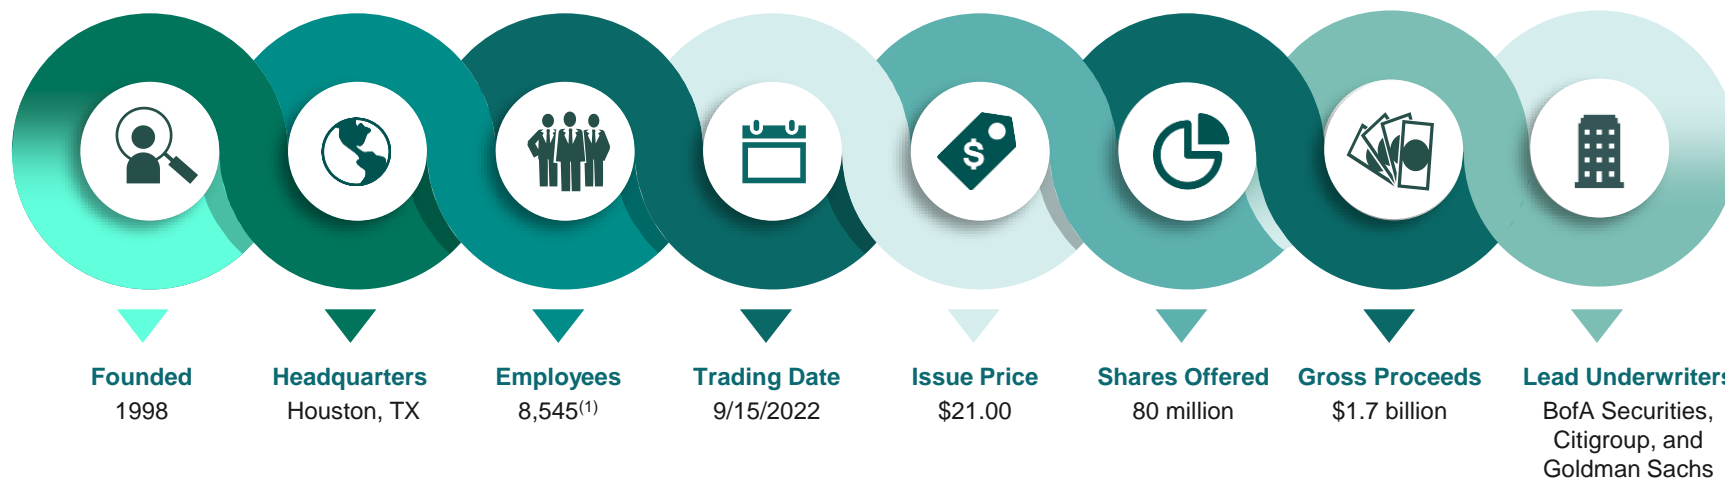 $
Founded
1998
Headquarters
Houston, TX
Employees
8,545(1)
Trading Date
9/15/2022
Issue Price
$21.00
Shares Offered
80 million
Gross Proceeds
$1.7 billion
Lead Underwriters
BofA Securities,
Citigroup, and
Goldman Sachs